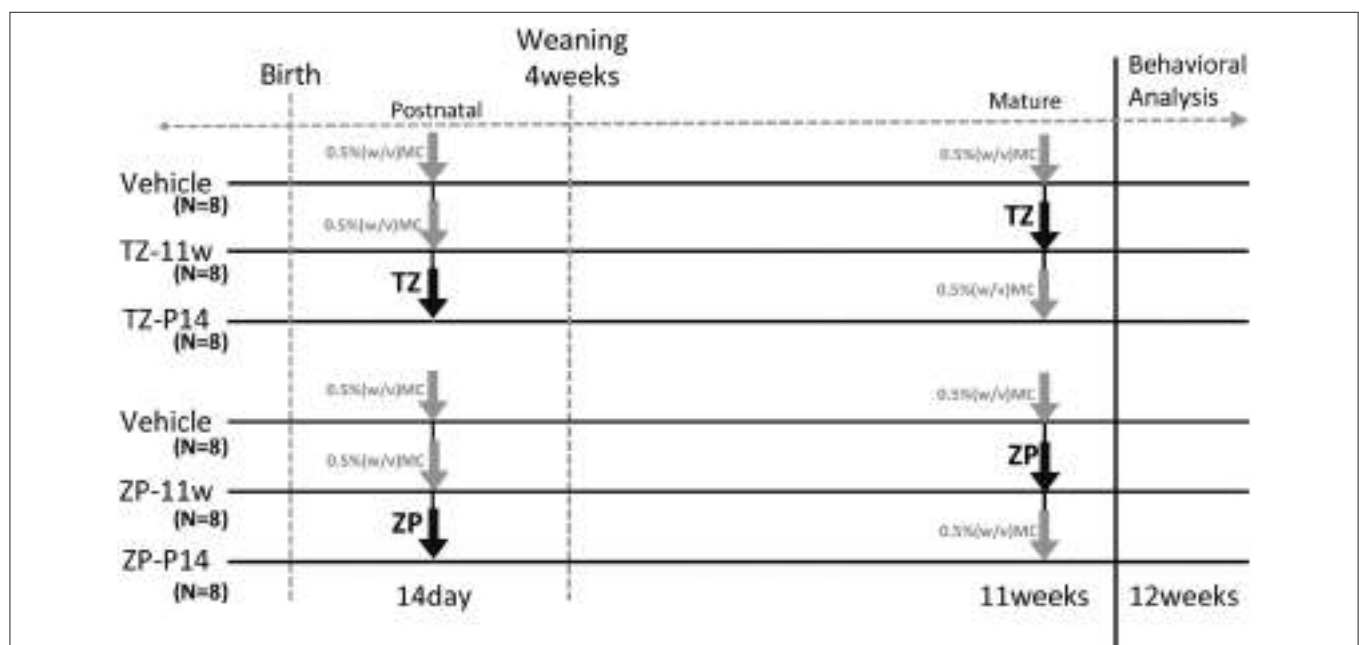 Birth
Weaning
4weeks
Behavioral
Analysis
Postnatal
Mature
0.5%(w/v)MC
0.5%(w/v)MC
Vehicle
(N=8)
0.5%(w/v)MC
TZ
TZ-11w
(N=8)
TZ
0.5%(w/v)MC
TZ-P14
(N=8)
0.5%(w/v)MC
0.5%(w/v)MC
Vehicle
(N=8)
0.5%(w/v)MC
ZP
ZP-11w
(N=8)
ZP
0.5%(w/v)MC
ZP-P14
(N=8)
14day
11weeks
12weeks